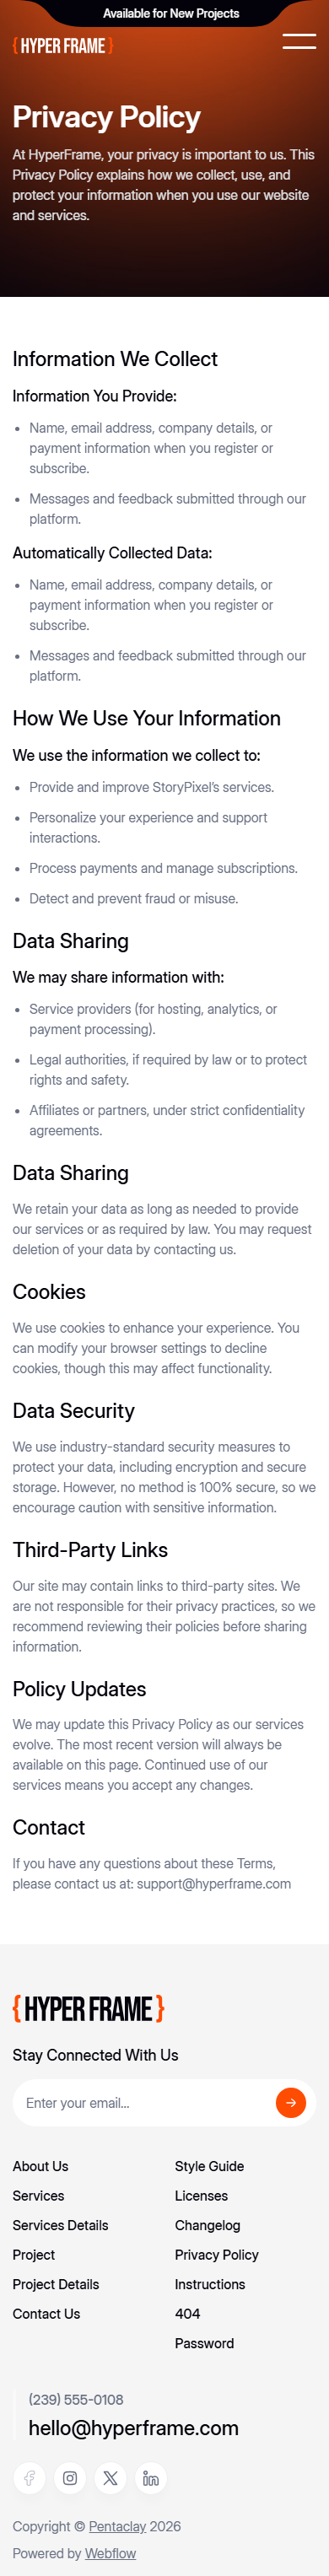 Available for New Projects
{ HYPER FRAME }
Privacy Policy
At HyperFrame, your privacy is important to us. This
Privacy Policy explains how we collect, use, and
protect your information when you use our website
and services.
Information We Collect
Information You Provide:
• Name, email address, company details, or
payment information when you register or
subscribe.
• Messages and feedback submitted through our
platform.
Automatically Collected Data:
• Name, email address, company details, or
payment information when you register or
subscribe.
• Messages and feedback submitted through our
platform.
How We Use Your Information
We use the information we collect to:
• Provide and improve StoryPixel's services.
• Personalize your experience and support
interactions.
• Process payments and manage subscriptions.
• Detect and prevent fraud or misuse.
Data Sharing
We may share information with:
• Service providers (for hosting, analytics, or
payment processing).
• Legal authorities, if required by law or to protect
rights and safety.
• Affiliates or partners, under strict confidentiality
agreements.
Data Sharing
We retain your data as long as needed to provide
our services or as required by law. You may request
deletion of your data by contacting us.
Cookies
We use cookies to enhance your experience. You
can modify your browser settings to decline
cookies, though this may affect functionality.
Data Security
We use industry-standard security measures to
protect your data, including encryption and secure
storage. However, no method is 100% secure, so we
encourage caution with sensitive information.
Third-Party Links
Our site may contain links to third-party sites. We
are not responsible for their privacy practices, so we
recommend reviewing their policies before sharing
information.
Policy Updates
We may update this Privacy Policy as our services
evolve. The most recent version will always be
available on this page. Continued use of our
services means you accept any changes.
Contact
If you have any questions about these Terms,
please contact us at: support@hyperframe.com
{ HYPER FRAME }
Stay Connected With Us
Enter your email...
About Us
Services
Services Details
Project
Project Details
Contact Us
Style Guide
Licenses
Changelog
Privacy Policy
Instructions
404
Password
(239) 555-0108
hello@hyperframe.com
Copyright © Pentaclay 2026
Powered by Webflow